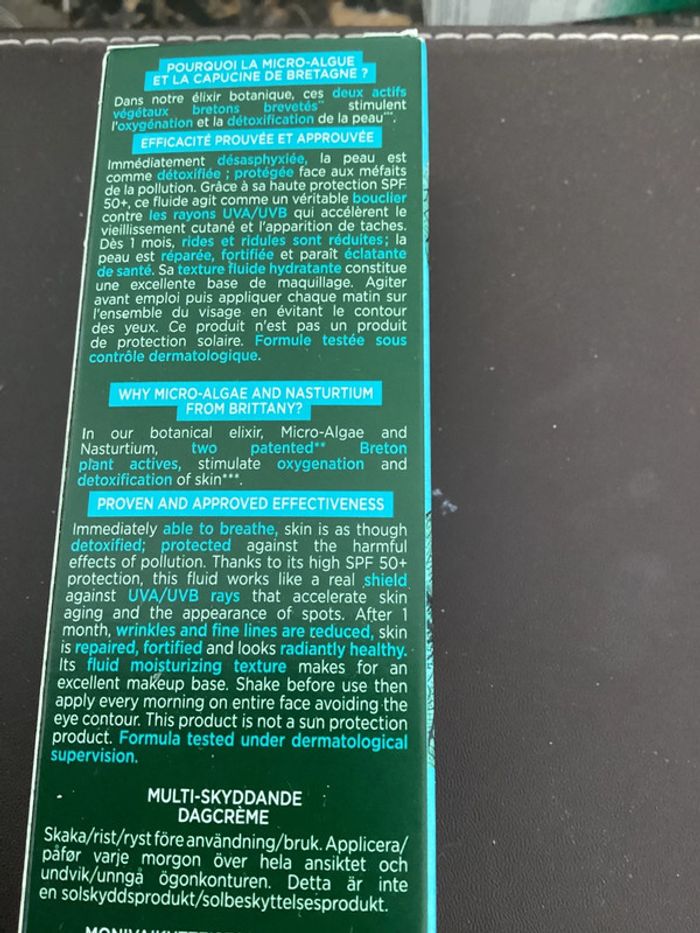 POURQUOI LA MICRO-ALGUE
ET LA CAPUCINE DE BRETAGNE ?
Dans notre élixir botanique, ces deux actifs
végétaux bretons brevetés** stimulent
l'oxygénation et la détoxification de la peau***.
EFFICACITÉ PROUVÉE ET APPROUVÉE
Immédiatement désasphyxiée, la peau est
comme détoxifiée ; protégée face aux méfaits
de la pollution. Grâce à sa haute protection SPF
50+, ce fluide agit comme un véritable bouclier
contre les rayons UVA/UVB qui accélèrent le
vieillissement cutané et l'apparition de taches.
Dès 1 mois, rides et ridules sont réduites ; la
peau est réparée, fortifiée et paraît éclatante
de santé. Sa texture fluide hydratante constitue
une excellente base de maquillage. Agiter
avant emploi puis appliquer chaque matin sur
l'ensemble du visage en évitant le contour
des yeux. Ce produit n'est pas un produit
de protection solaire. Formule testée sous
contrôle dermatologique.
WHY MICRO-ALGAE AND NASTURTIUM
FROM BRITTANY?
In our botanical elixir, Micro-Algae and
Nasturtium, two patented** Breton
plant actives, stimulate oxygenation and
detoxification of skin***.
PROVEN AND APPROVED EFFECTIVENESS
Immediately able to breathe, skin is as though
detoxified; protected against the harmful
effects of pollution. Thanks to its high SPF 50+
protection, this fluid works like a real shield
against UVA/UVB rays that accelerate skin
aging and the appearance of spots. After 1
month, wrinkles and fine lines are reduced, skin
is repaired, fortified and looks radiantly healthy.
Its fluid moisturizing texture makes for an
excellent makeup base. Shake before use then
apply every morning on entire face avoiding the
eye contour. This product is not a sun protection
product. Formula tested under dermatological
supervision.
MULTI-SKYDDANDE
DAGCRÈME
Skaka/rist/ryst före användning/bruk. Applicera/
påfør varje morgon över hela ansiktet och
undvik/unngå ögonkonturen. Detta är inte
en solskyddsprodukt/solbeskyttelsesprodukt.